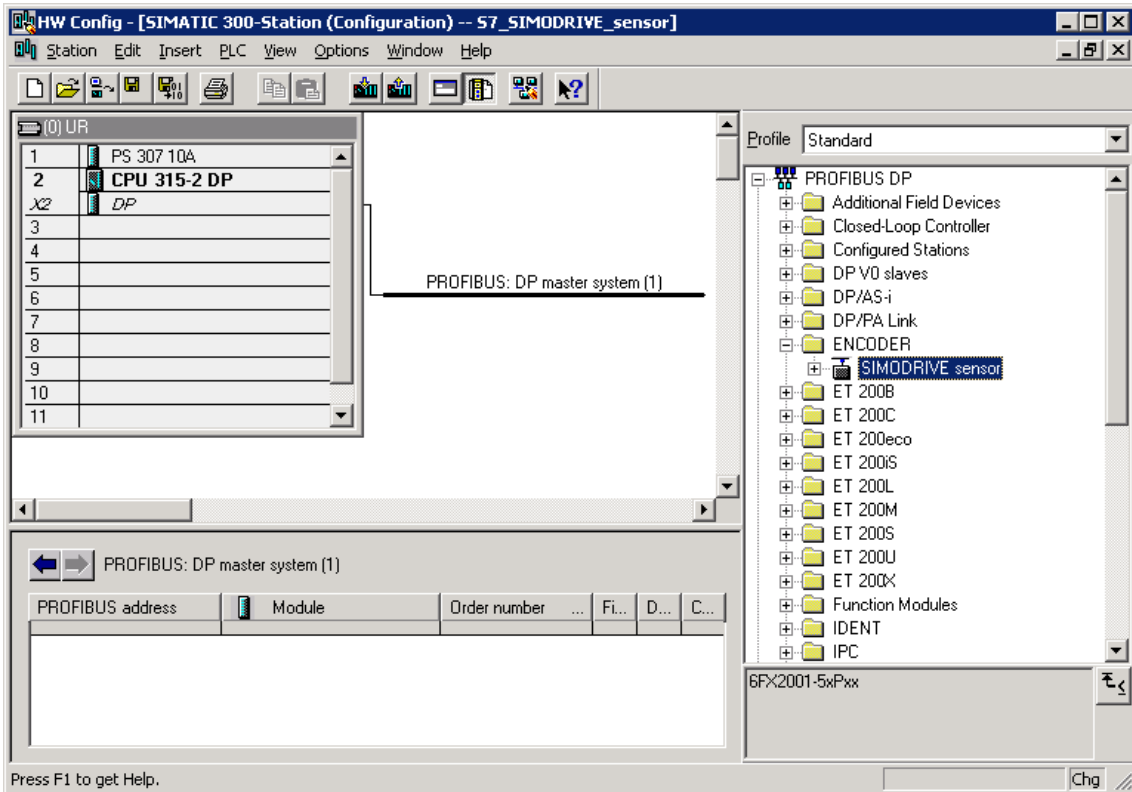 HW Config - [SIMATIC 300-Station (Configuration) -- S7_SIMODRIVE_sensor]
Station Edit Insert PLC View Options Window Help
(0) UR
1 PS 307 10A
2 CPU 315-2 DP
X2 DP
3
4
5
6
7
8
9
10
11
PROFIBUS: DP master system (1)
PROFIBUS: DP master system (1)
PROFIBUS address Module Order number ... Fi... D... C...
Profile Standard
PROFIBUS DP
Additional Field Devices
Closed-Loop Controller
Configured Stations
DP V0 slaves
DP/AS-i
DP/PA Link
ENCODER
SIMODRIVE sensor
ET 200B
ET 200C
ET 200eco
ET 200iS
ET 200L
ET 200M
ET 200S
ET 200U
ET 200X
Function Modules
IDENT
IPC
6FX2001-5xPxx
Press F1 to get Help.
Chg